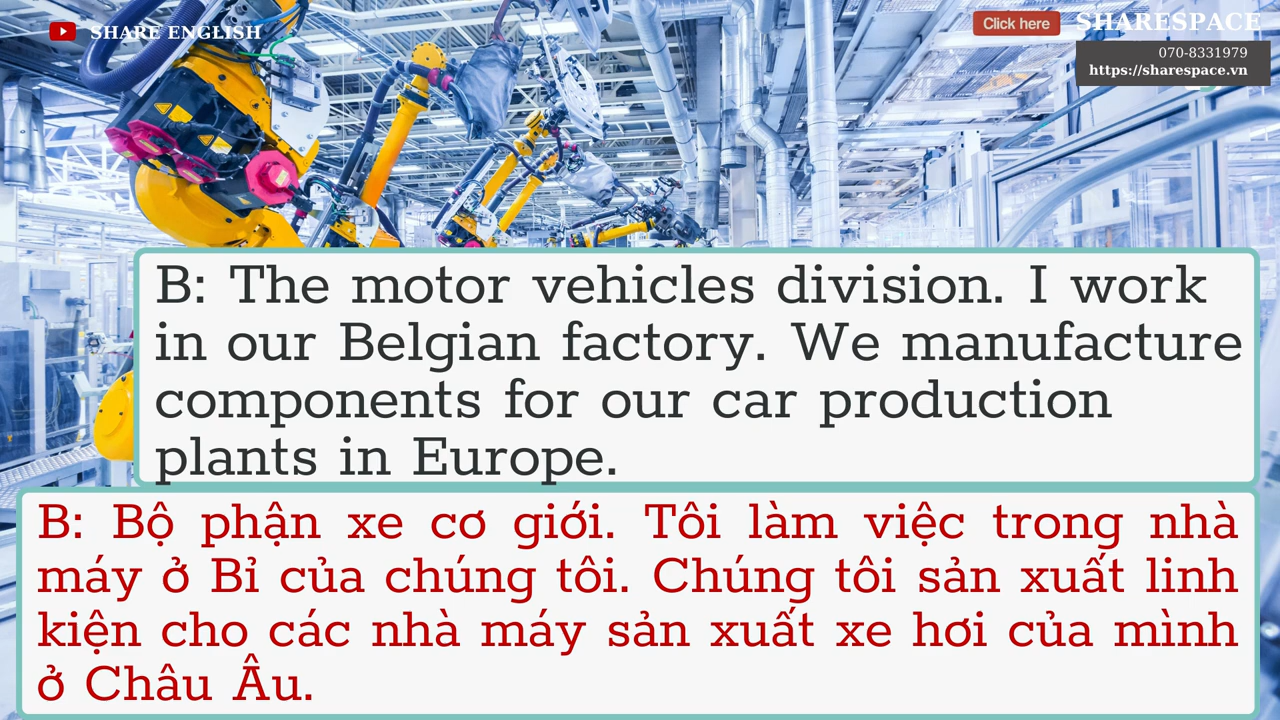 SHARE ENGLISH
Click here
SHARESPACE
070-8331979
https://sharespace.vn
B: The motor vehicles division. I work
in our Belgian factory. We manufacture
components for our car production
plants in Europe.
B: Bộ phận xe cơ giới. Tôi làm việc trong nhà
máy ở Bỉ của chúng tôi. Chúng tôi sản xuất linh
kiện cho các nhà máy sản xuất xe hơi của mình
ở Châu Âu.